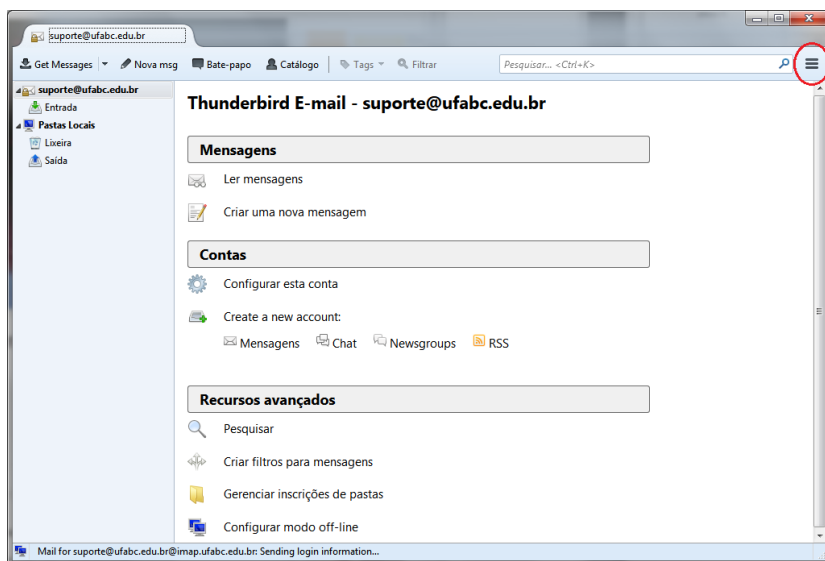 suporte@ufabc.edu.br
Get Messages Nova msg Bate-papo Catálogo Tags Filtrar Pesquisar... <Ctrl+K>
suporte@ufabc.edu.br
Entrada
Pastas Locais
Lixeira
Saída
Thunderbird E-mail - suporte@ufabc.edu.br
Mensagens
Ler mensagens
Criar uma nova mensagem
Contas
Configurar esta conta
Create a new account:
Mensagens Chat Newsgroups RSS
Recursos avançados
Pesquisar
Criar filtros para mensagens
Gerenciar inscrições de pastas
Configurar modo off-line
Mail for suporte@ufabc.edu.br@imap.ufabc.edu.br: Sending login information...